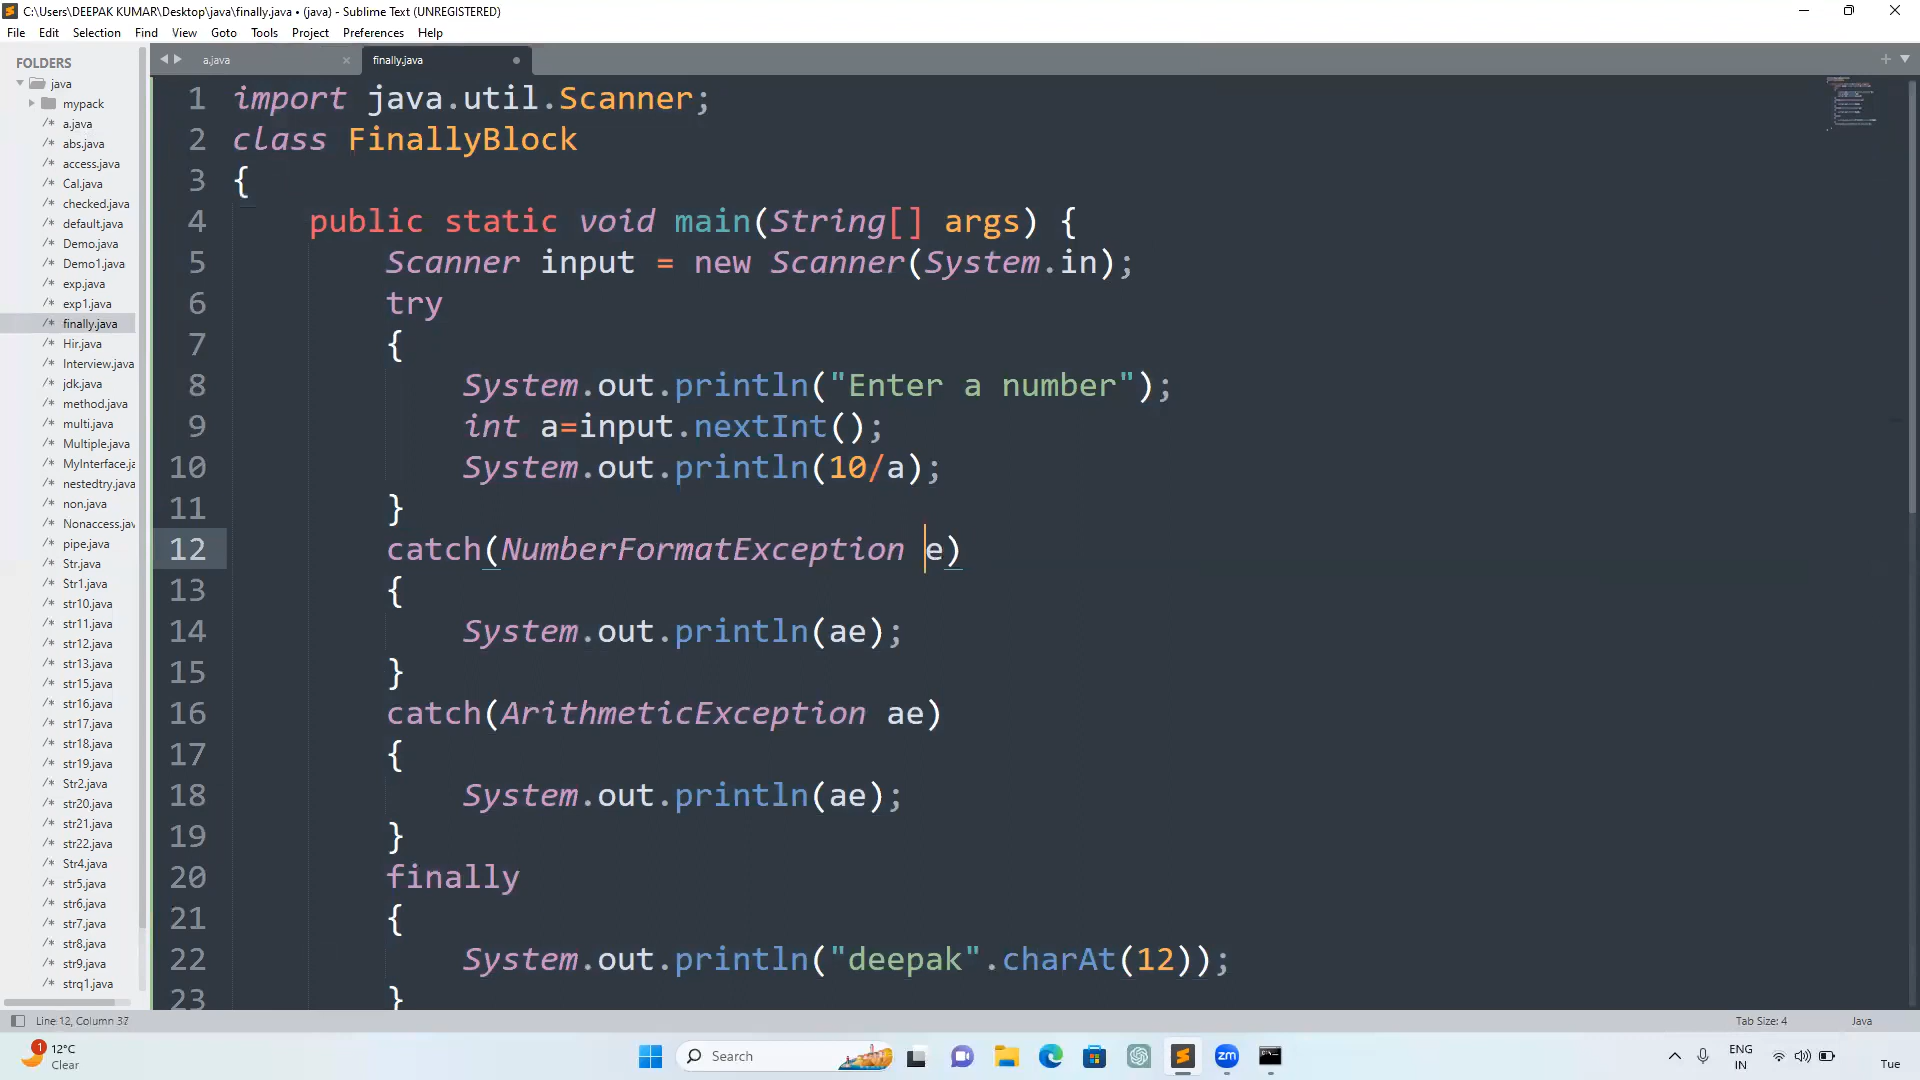 C:\Users\DEEPAK KUMAR\Desktop\java\finally.java • (java) - Sublime Text (UNREGISTERED)
File Edit Selection Find View Goto Tools Project Preferences Help
FOLDERS
java
mypack
/* a.java
/* abs.java
/* access.java
/* Cal.java
/* checked.java
/* default.java
/* Demo.java
/* Demo1.java
/* exp.java
/* exp1.java
/* finally.java
/* Hir.java
/* Interview.java
/* jdk.java
/* method.java
/* multi.java
/* Multiple.java
/* MyInterface.ja
/* nestedtry.java
/* non.java
/* Nonaccess.jav
/* pipe.java
/* Str.java
/* Str1.java
/* str10.java
/* str11.java
/* str12.java
/* str13.java
/* str15.java
/* str16.java
/* str17.java
/* str18.java
/* str19.java
/* Str2.java
/* str20.java
/* str21.java
/* str22.java
/* Str4.java
/* str5.java
/* str6.java
/* str7.java
/* str8.java
/* str9.java
/* strq1.java
a.java finally.java
1 import java.util.Scanner;
2 class FinallyBlock
3 {
4 public static void main(String[] args) {
5 Scanner input = new Scanner(System.in);
6 try
7 {
8 System.out.println("Enter a number");
9 int a=input.nextInt();
10 System.out.println(10/a);
11 }
12 catch(NumberFormatException e)
13 {
14 System.out.println(ae);
15 }
16 catch(ArithmeticException ae)
17 {
18 System.out.println(ae);
19 }
20 finally
21 {
22 System.out.println("deepak".charAt(12));
23 }
Line 12, Column 37 Tab Size: 4 Java
1 12°C
Clear
Search
zm
ENG
IN
Tue